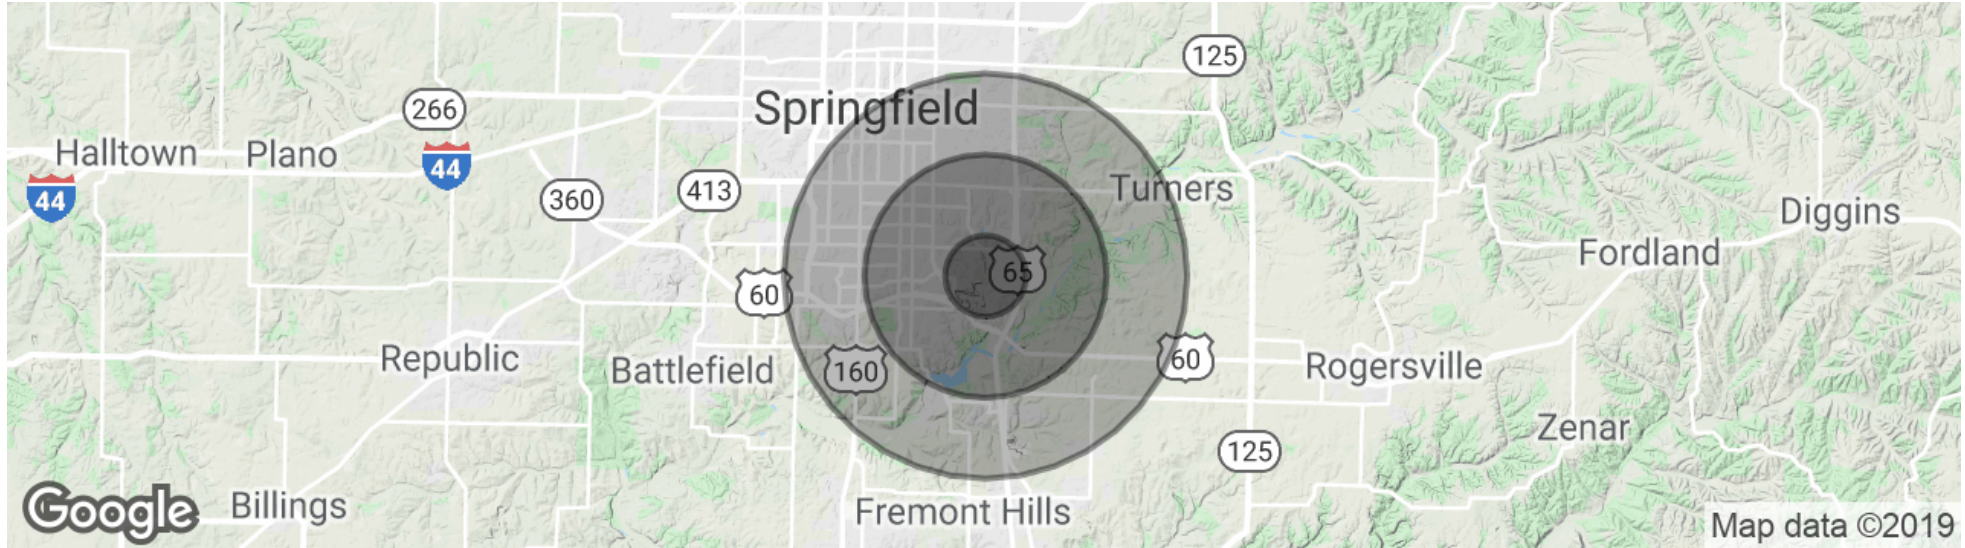 125
266
Springfield
Halltown
Plano
44
44
360
413
Turners
Diggins
Fordland
65
60
Republic
Battlefield
160
60
Rogersville
Zenar
125
Billings
Fremont Hills
Google
Map data ©2019